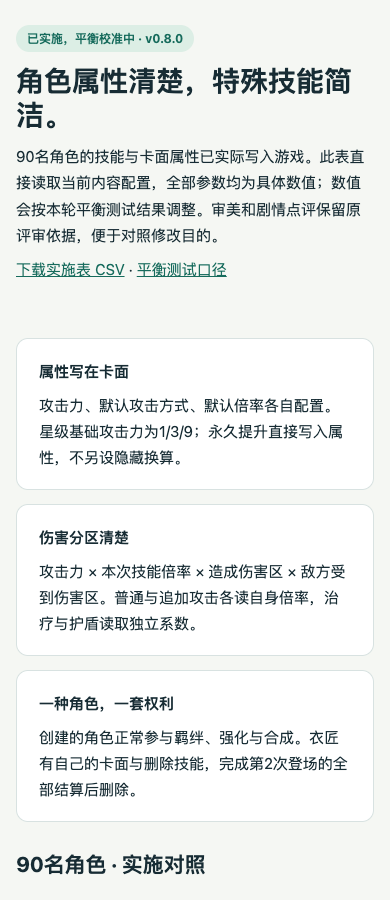 已实施，平衡校准中 · v0.8.0
角色属性清楚，特殊技能简
洁。
90名角色的技能与卡面属性已实际写入游戏。此表直
接读取当前内容配置，全部参数均为具体数值；数值
会按本轮平衡测试结果调整。审美和剧情点评保留原
评审依据，便于对照修改目的。
下载实施表 CSV · 平衡测试口径
属性写在卡面
攻击力、默认攻击方式、默认倍率各自配置。
星级基础攻击力为1/3/9；永久提升直接写入属
性，不另设隐藏换算。
伤害分区清楚
攻击力 × 本次技能倍率 × 造成伤害区 × 敌方受
到伤害区。普通与追加攻击各读自身倍率，治
疗与护盾读取独立系数。
一种角色，一套权利
创建的角色正常参与羁绊、强化与合成。衣匠
有自己的卡面与删除技能，完成第2次登场的全
部结算后删除。
90名角色 · 实施对照